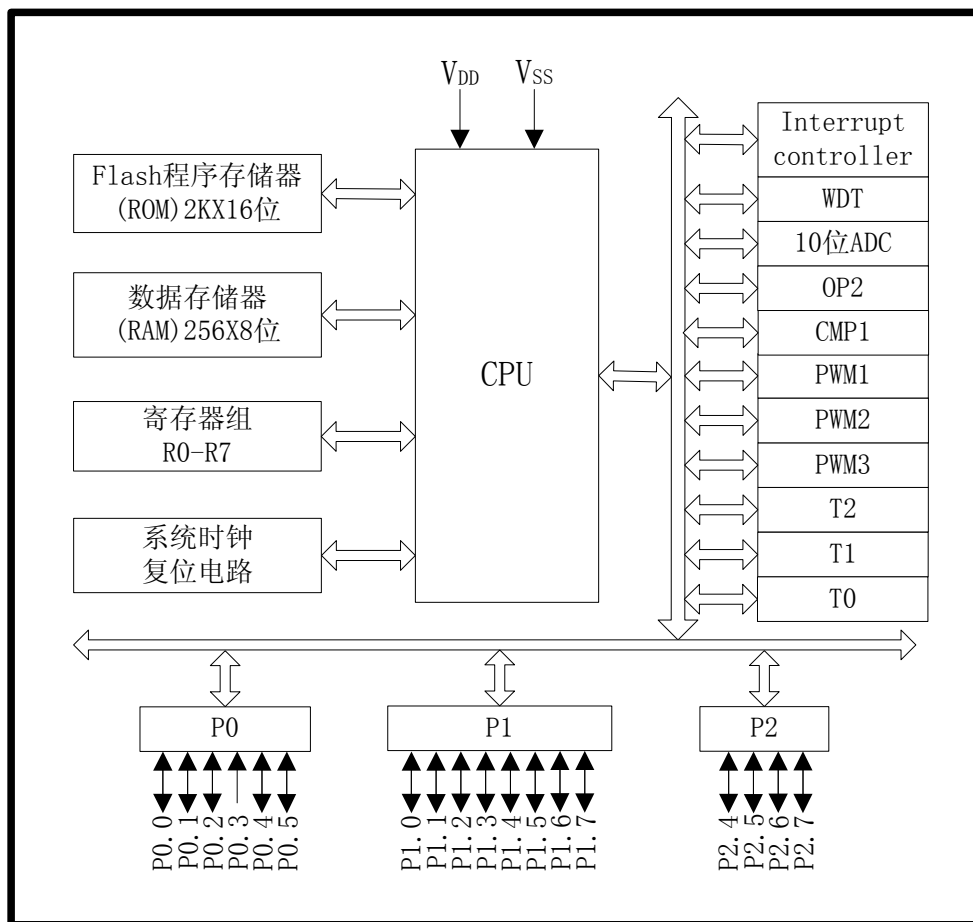 VDD
VSS
Flash程序存储器
(ROM)2KX16位
数据存储器
(RAM)256X8位
寄存器组
R0-R7
系统时钟
复位电路
CPU
Interrupt
controller
WDT
10位ADC
OP2
CMP1
PWM1
PWM2
PWM3
T2
T1
T0
P0
P1
P2
P0.0
P0.1
P0.2
P0.3
P0.4
P0.5
P1.0
P1.1
P1.2
P1.3
P1.4
P1.5
P1.6
P1.7
P2.4
P2.5
P2.6
P2.7